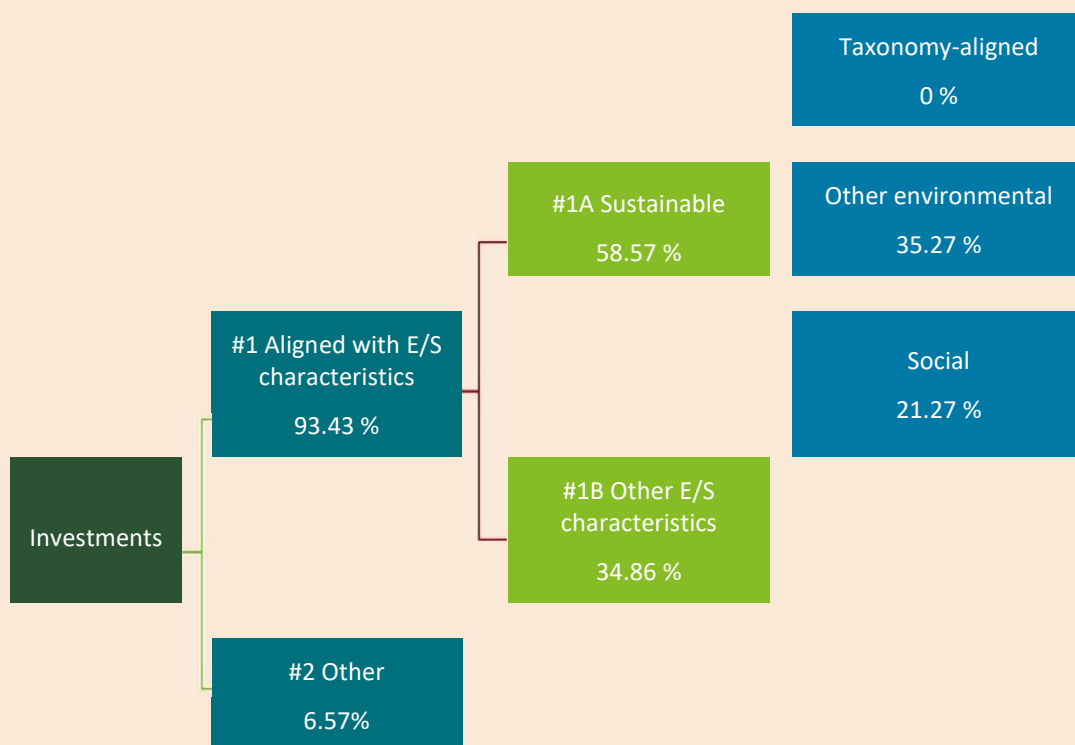 Taxonomy-aligned
0 %
#1A Sustainable
58.57 %
Other environmental
35.27 %
#1 Aligned with E/S
characteristics
93.43 %
Social
21.27 %
Investments
#1B Other E/S
characteristics
34.86 %
#2 Other
6.57%